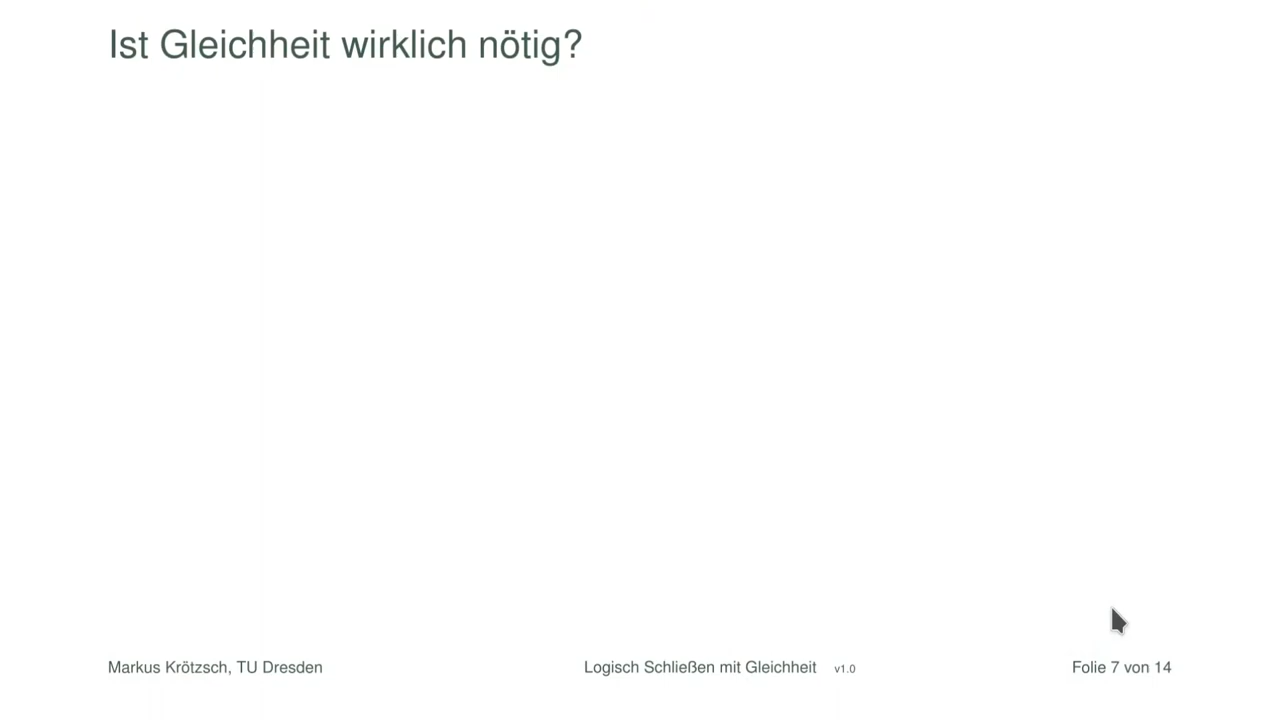 Ist Gleichheit wirklich nötig?
Markus Krötzsch, TU Dresden Logisch Schließen mit Gleichheit v1.0 Folie 7 von 14